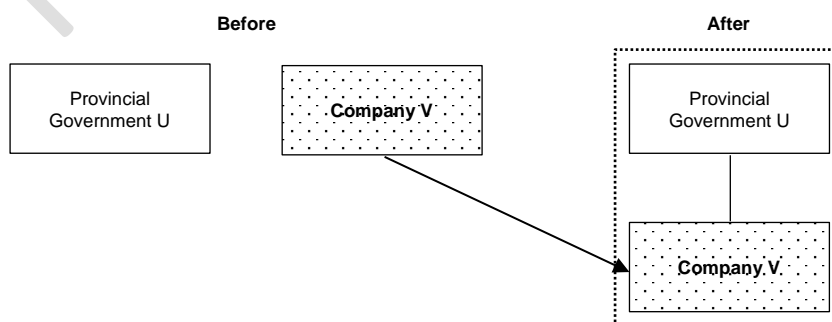 Before
After
Provincial
Government U
Company V
Provincial
Government U
Company V